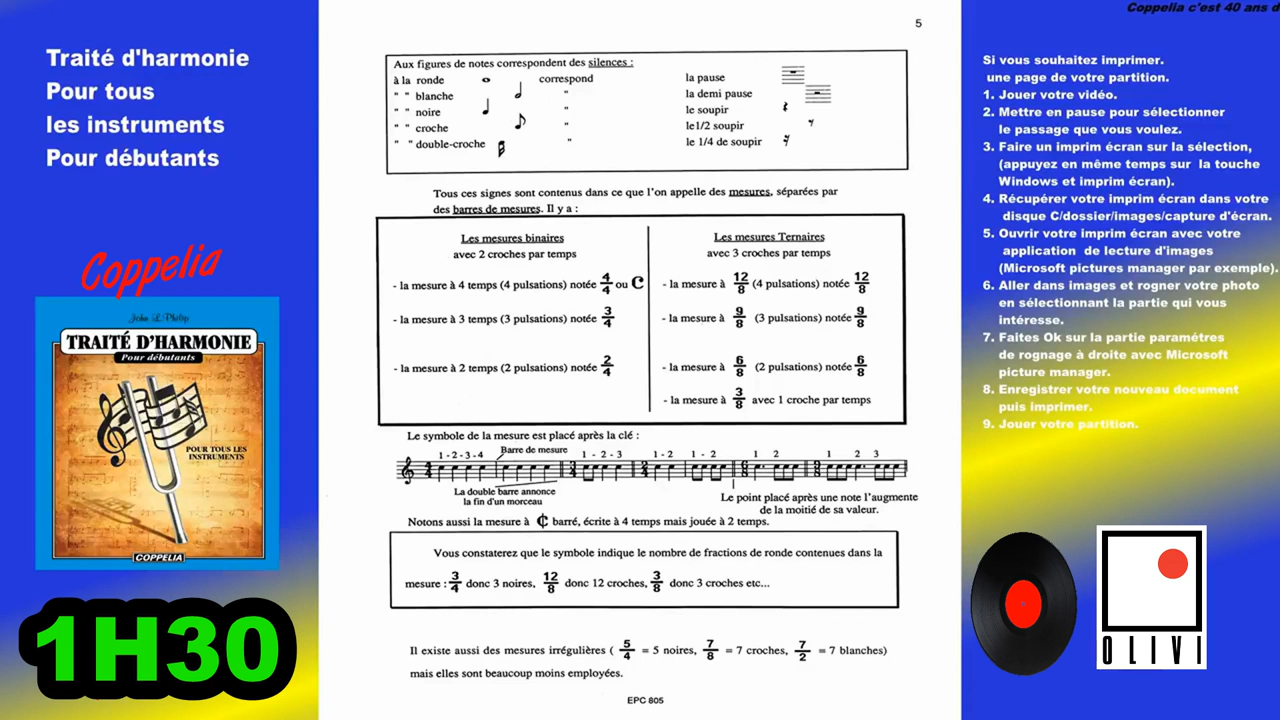 Coppelia c'est 40 ans d
Traité d'harmonie
Pour tous
les instruments
Pour débutants
Coppelia
John L. Philip
TRAITÉ D'HARMONIE
Pour débutants
POUR TOUS LES
INSTRUMENTS
COPPELIA
1H30
5
Aux figures de notes correspondent des silences :
à la ronde correspond la pause
" " blanche " la demi pause
" " noire " le soupir
" " croche " le1/2 soupir
" " double-croche " le 1/4 de soupir
Tous ces signes sont contenus dans ce que l'on appelle des mesures, séparées par
des barres de mesures. Il y a :
Les mesures binaires
avec 2 croches par temps
- la mesure à 4 temps (4 pulsations) notée 4/4 ou C
- la mesure à 3 temps (3 pulsations) notée 3/4
- la mesure à 2 temps (2 pulsations) notée 2/4
Les mesures Ternaires
avec 3 croches par temps
- la mesure à 12/8 (4 pulsations) notée 12/8
- la mesure à 9/8 (3 pulsations) notée 9/8
- la mesure à 6/8 (2 pulsations) notée 6/8
- la mesure à 3/8 avec 1 croche par temps
Le symbole de la mesure est placé après la clé :
1 - 2 - 3 - 4 Barre de mesure 1 - 2 - 3 1 - 2 1 - 2 1 2 1 2 3
La double barre annonce
la fin d'un morceau
Le point placé après une note l'augmente
de la moitié de sa valeur.
Notons aussi la mesure à ¢ barré, écrite à 4 temps mais jouée à 2 temps.
Vous constaterez que le symbole indique le nombre de fractions de ronde contenues dans la
mesure : 3/4 donc 3 noires, 12/8 donc 12 croches, 3/8 donc 3 croches etc...
Il existe aussi des mesures irrégulières ( 5/4 = 5 noires, 7/8 = 7 croches, 7/2 = 7 blanches)
mais elles sont beaucoup moins employées.
EPC 805
Si vous souhaitez imprimer.
une page de votre partition.
1. Jouer votre vidéo.
2. Mettre en pause pour sélectionner
le passage que vous voulez.
3. Faire un imprim écran sur la sélection,
(appuyez en même temps sur la touche
Windows et imprim écran).
4. Récupérer votre imprim écran dans votre
disque C/dossier/images/capture d'écran.
5. Ouvrir votre imprim écran avec votre
application de lecture d'images
(Microsoft pictures manager par exemple).
6. Aller dans images et rogner votre photo
en sélectionnant la partie qui vous
intéresse.
7. Faites Ok sur la partie paramétres
de rognage à droite avec Microsoft
picture manager.
8. Enregistrer votre nouveau document
puis imprimer.
9. Jouer votre partition.
OLIVI